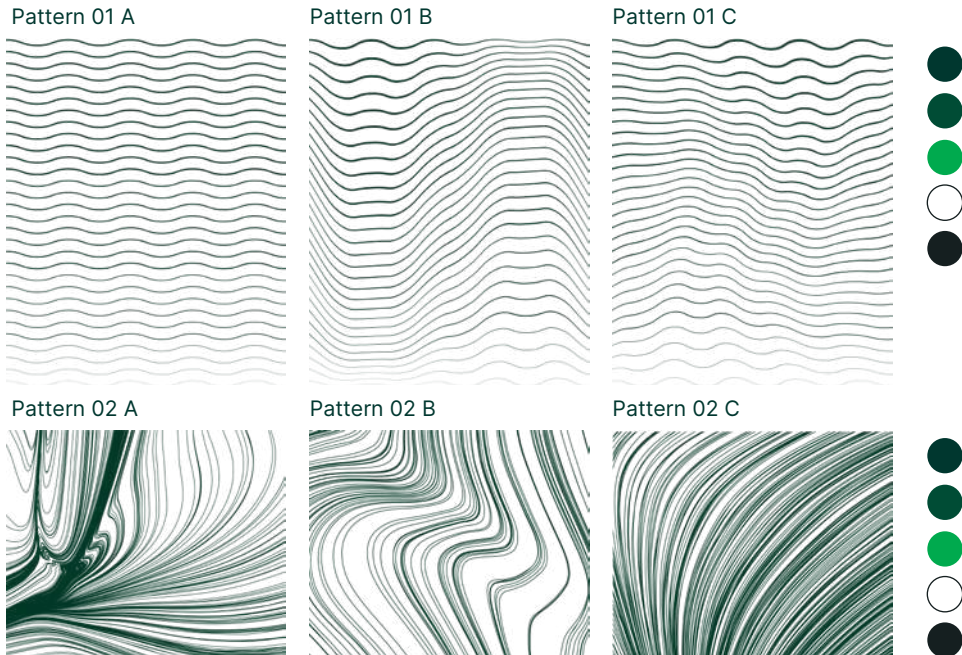 Pattern 01 A
Pattern 01 B
Pattern 01 C
Pattern 02 A
Pattern 02 B
Pattern 02 C